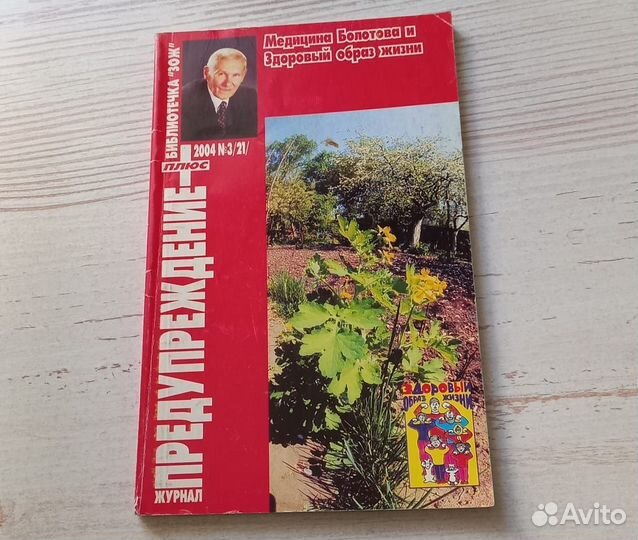 Медицина Болотова и
Здоровый образ жизни
БИБЛИОТЕЧКА "ЗОЖ"
2004 №3/21/
ПЛЮС
ЖУРНАЛ
ПРЕДУПРЕЖДЕНИЕ
ЗДОРОВЫЙ
ОБРАЗ ЖИЗНИ
Avito